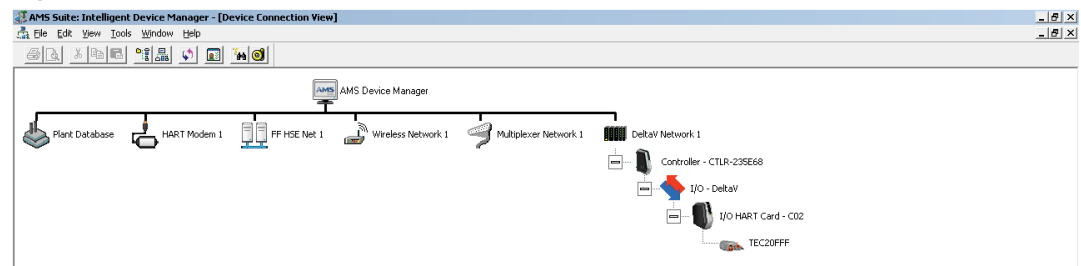 AMS Suite: Intelligent Device Manager - [Device Connection View]
File Edit View Tools Window Help
AMS AMS Device Manager
Plant Database HART Modem 1 FF HSE Net 1 Wireless Network 1 Multiplexer Network 1 DeltaV Network 1
Controller - CTLR-235E68
I/O - DeltaV
I/O HART Card - C02
TEC20FFF